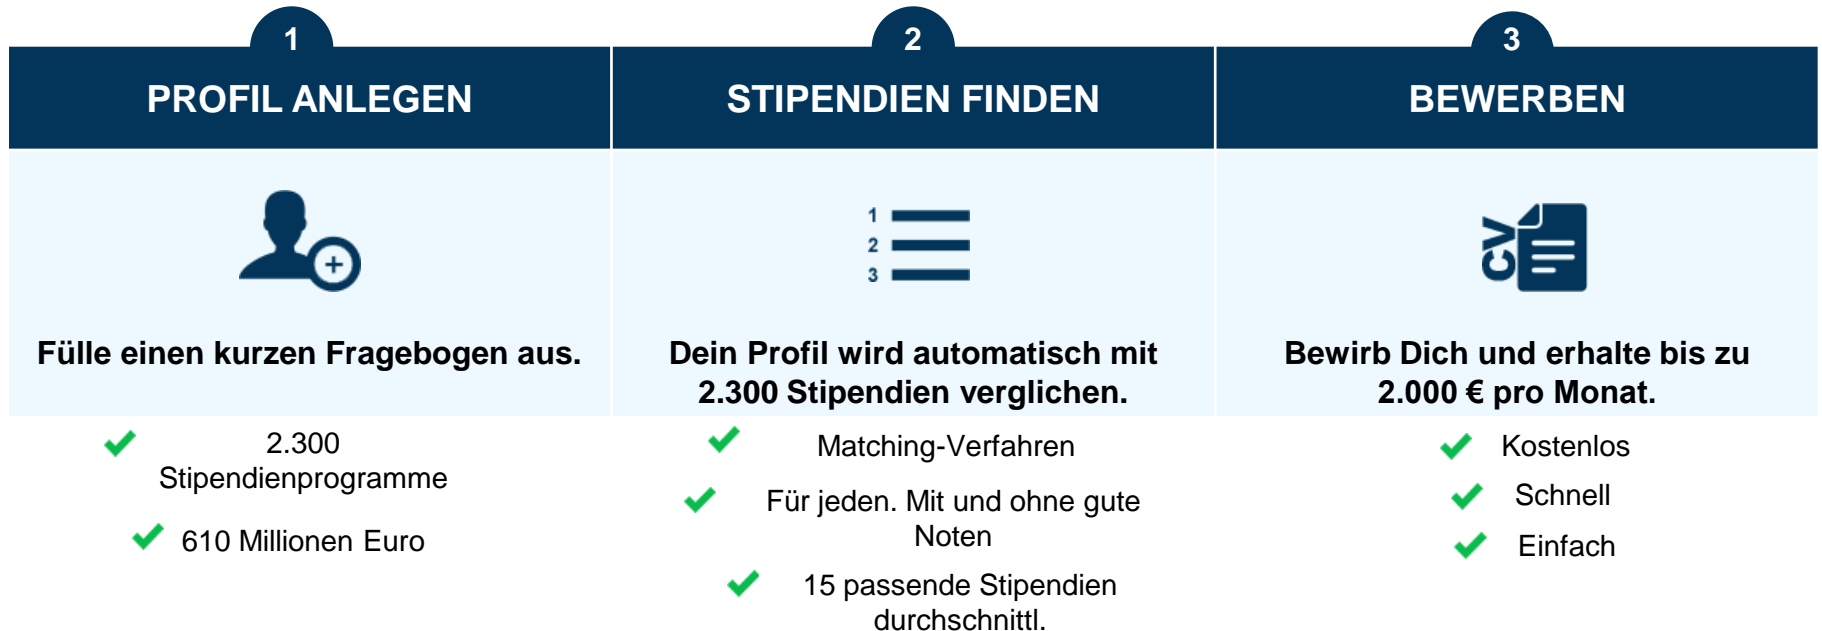 1
PROFIL ANLEGEN
Fülle einen kurzen Fragebogen aus.
2.300
Stipendienprogramme
610 Millionen Euro
2
STIPENDIEN FINDEN
1
2
3
Dein Profil wird automatisch mit
2.300 Stipendien verglichen.
Matching-Verfahren
Für jeden. Mit und ohne gute
Noten
15 passende Stipendien
durchschnittl.
3
BEWERBEN
CV
Bewirb Dich und erhalte bis zu
2.000 € pro Monat.
Kostenlos
Schnell
Einfach